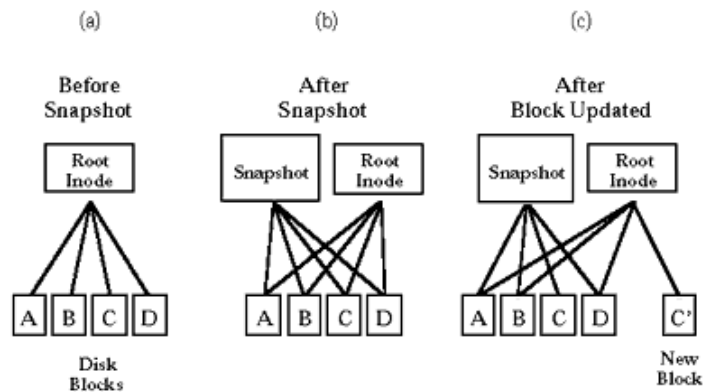 (a)
Before
Snapshot
Root
Inode
A B C D
Disk
Blocks
(b)
After
Snapshot
Snapshot
Root
Inode
A B C D
(c)
After
Block Updated
Snapshot
Root
Inode
A B C D C'
New
Block